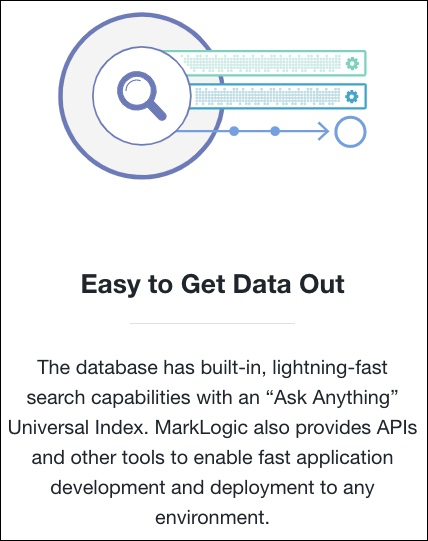 Easy to Get Data Out
The database has built-in, lightning-fast
search capabilities with an “Ask Anything”
Universal Index. MarkLogic also provides APIs
and other tools to enable fast application
development and deployment to any
environment.